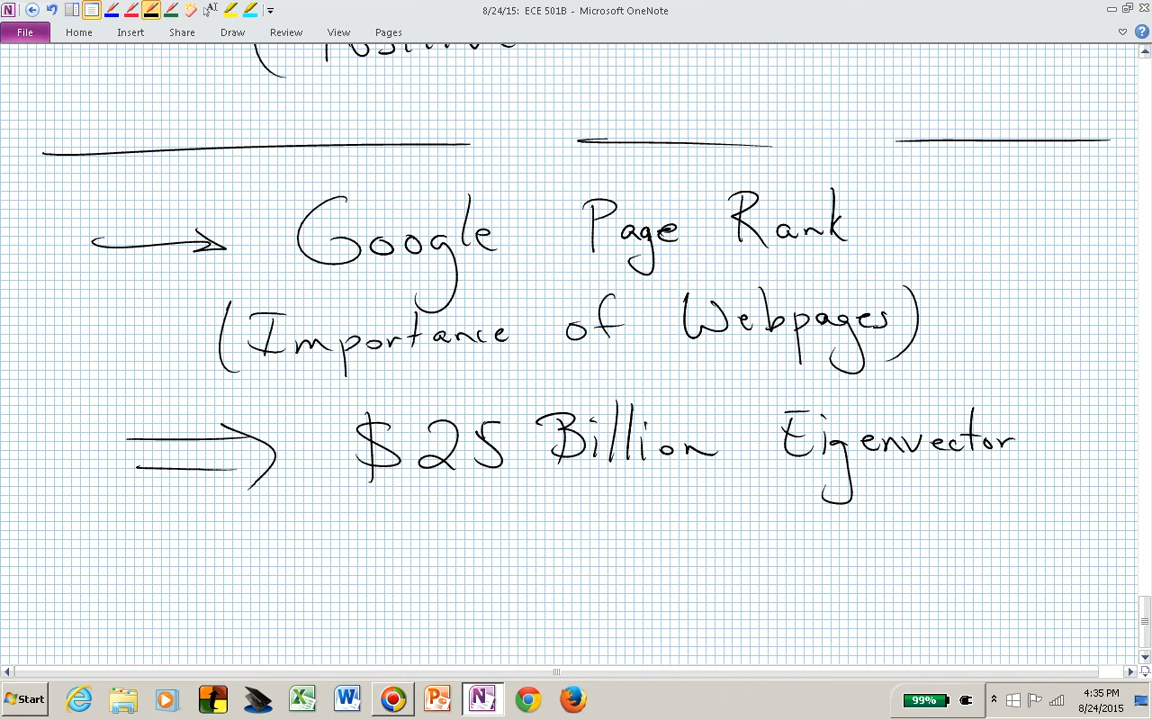 8/24/15: ECE 501B - Microsoft OneNote
File Home Insert Share Draw Review View Pages
Google Page Rank
(Importance of Webpages)
$25 Billion Eigenvector
Start
99%
4:35 PM
8/24/2015